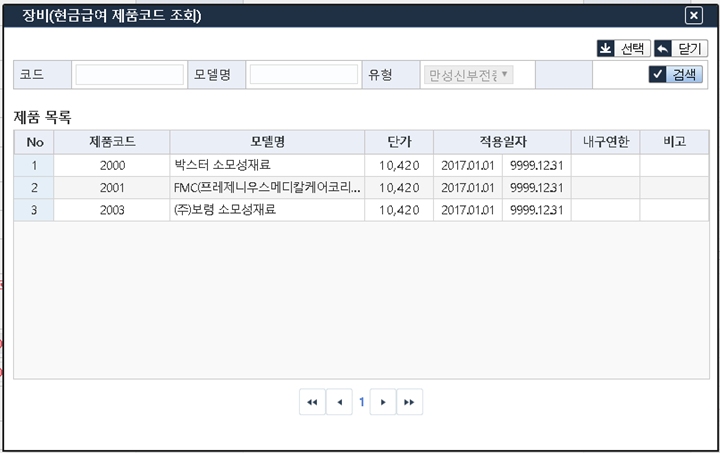 장비(현금급여 제품코드 조회)
선택 닫기
코드 모델명 유형 만성신부전증 검색
제품 목록
No 제품코드 모델명 단가 적용일자 내구연한 비고
1 2000 박스터 소모성재료 10,420 2017.01.01 9999.12.31
2 2001 FMC(프레제니우스메디칼케어코리... 10,420 2017.01.01 9999.12.31
3 2003 (주)보령 소모성재료 10,420 2017.01.01 9999.12.31
1